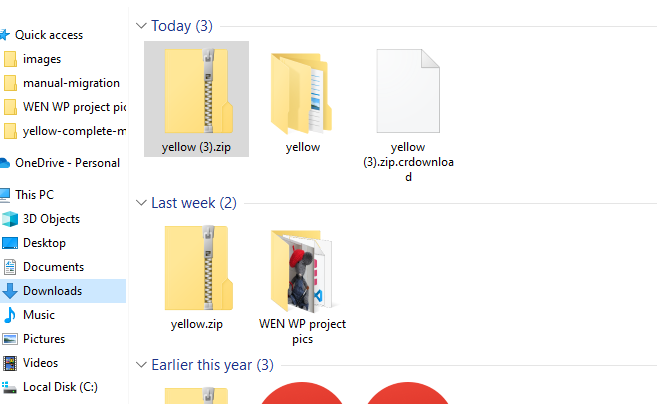 Quick access
images
manual-migration
WEN WP project pic
yellow-complete-m
OneDrive - Personal
This PC
3D Objects
Desktop
Documents
Downloads
Music
Pictures
Videos
Local Disk (C:)
Today (3)
yellow (3).zip
yellow
yellow
(3).zip.crdownloa
d
Last week (2)
yellow.zip
WEN WP project
pics
Earlier this year (3)